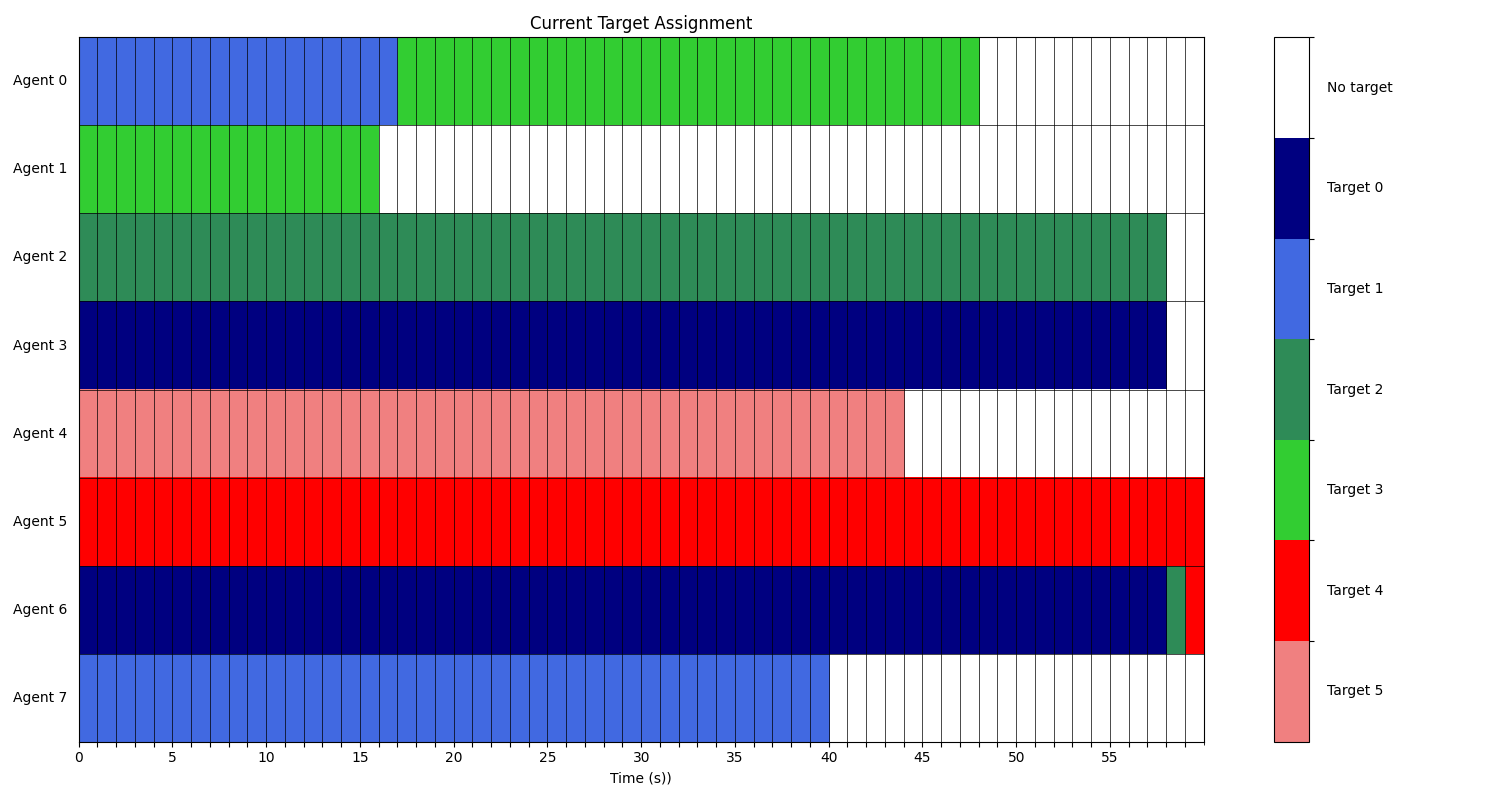 Current Target Assignment
Agent 0
Agent 1
Agent 2
Agent 3
Agent 4
Agent 5
Agent 6
Agent 7
0 5 10 15 20 25 30 35 40 45 50 55
Time (s))
No target
Target 0
Target 1
Target 2
Target 3
Target 4
Target 5